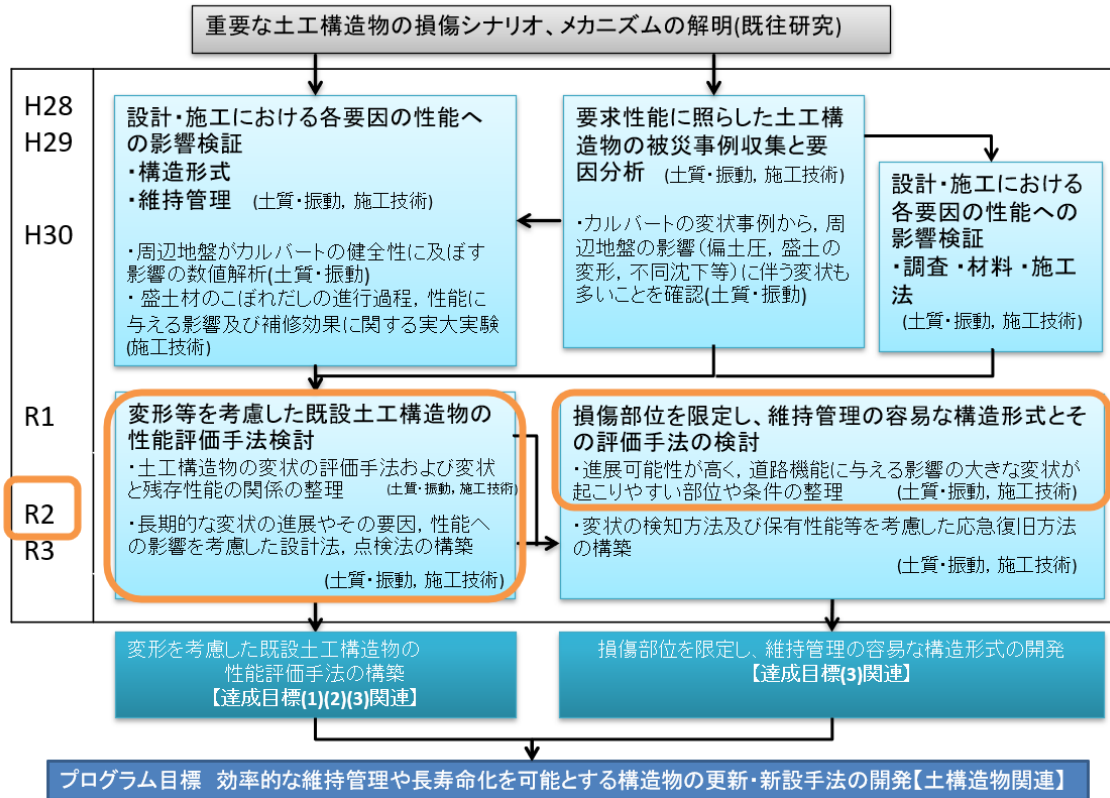 重要な土工構造物の損傷シナリオ、メカニズムの解明(既往研究)
H28
H29
H30
R1
R2
R3
設計・施工における各要因の性能へ
の影響検証
・構造形式
・維持管理 (土質・振動, 施工技術)
・周辺地盤がカルバートの健全性に及ぼす
影響の数値解析(土質・振動)
・盛土材のこぼれだしの進行過程, 性能に
与える影響及び補修効果に関する実大実験
(施工技術)
要求性能に照らした土工構
造物の被災事例収集と要
因分析 (土質・振動, 施工技術)
・カルバートの変状事例から, 周
辺地盤の影響(偏土圧, 盛土の
変形, 不同沈下等)に伴う変状も
多いことを確認(土質・振動)
設計・施工における
各要因の性能への
影響検証
・調査・材料・施工
法
(土質・振動, 施工技術)
変形等を考慮した既設土工構造物の
性能評価手法検討
・土工構造物の変状の評価手法および変状
と残存性能の関係の整理 (土質・振動, 施工技術)
・長期的な変状の進展やその要因, 性能へ
の影響を考慮した設計法, 点検法の構築
(土質・振動, 施工技術)
損傷部位を限定し、維持管理の容易な構造形式とそ
の評価手法の検討
・進展可能性が高く, 道路機能に与える影響の大きな変状が
起こりやすい部位や条件の整理 (土質・振動, 施工技術)
・変状の検知方法及び保有性能等を考慮した応急復旧方法
の構築
(土質・振動, 施工技術)
変形を考慮した既設土工構造物の
性能評価手法の構築
【達成目標(1)(2)(3)関連】
損傷部位を限定し、維持管理の容易な構造形式の開発
【達成目標(3)関連】
プログラム目標 効率的な維持管理や長寿命化を可能とする構造物の更新・新設手法の開発【土構造物関連】